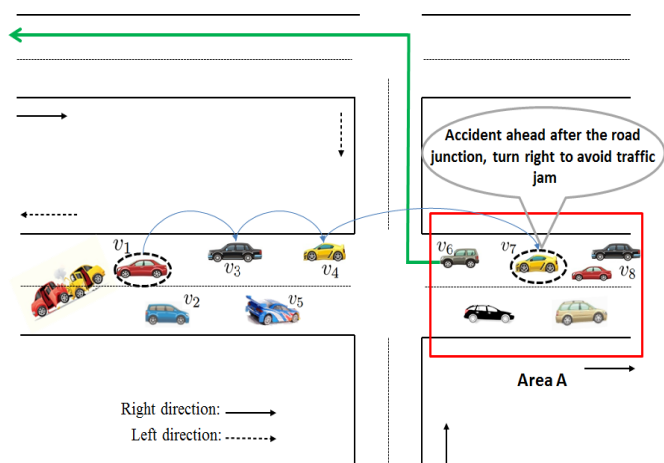 Accident ahead after the road
junction, turn right to avoid traffic
jam
v1
v3
v4
v6
v7
v8
v2
v5
Area A
Right direction:
Left direction: